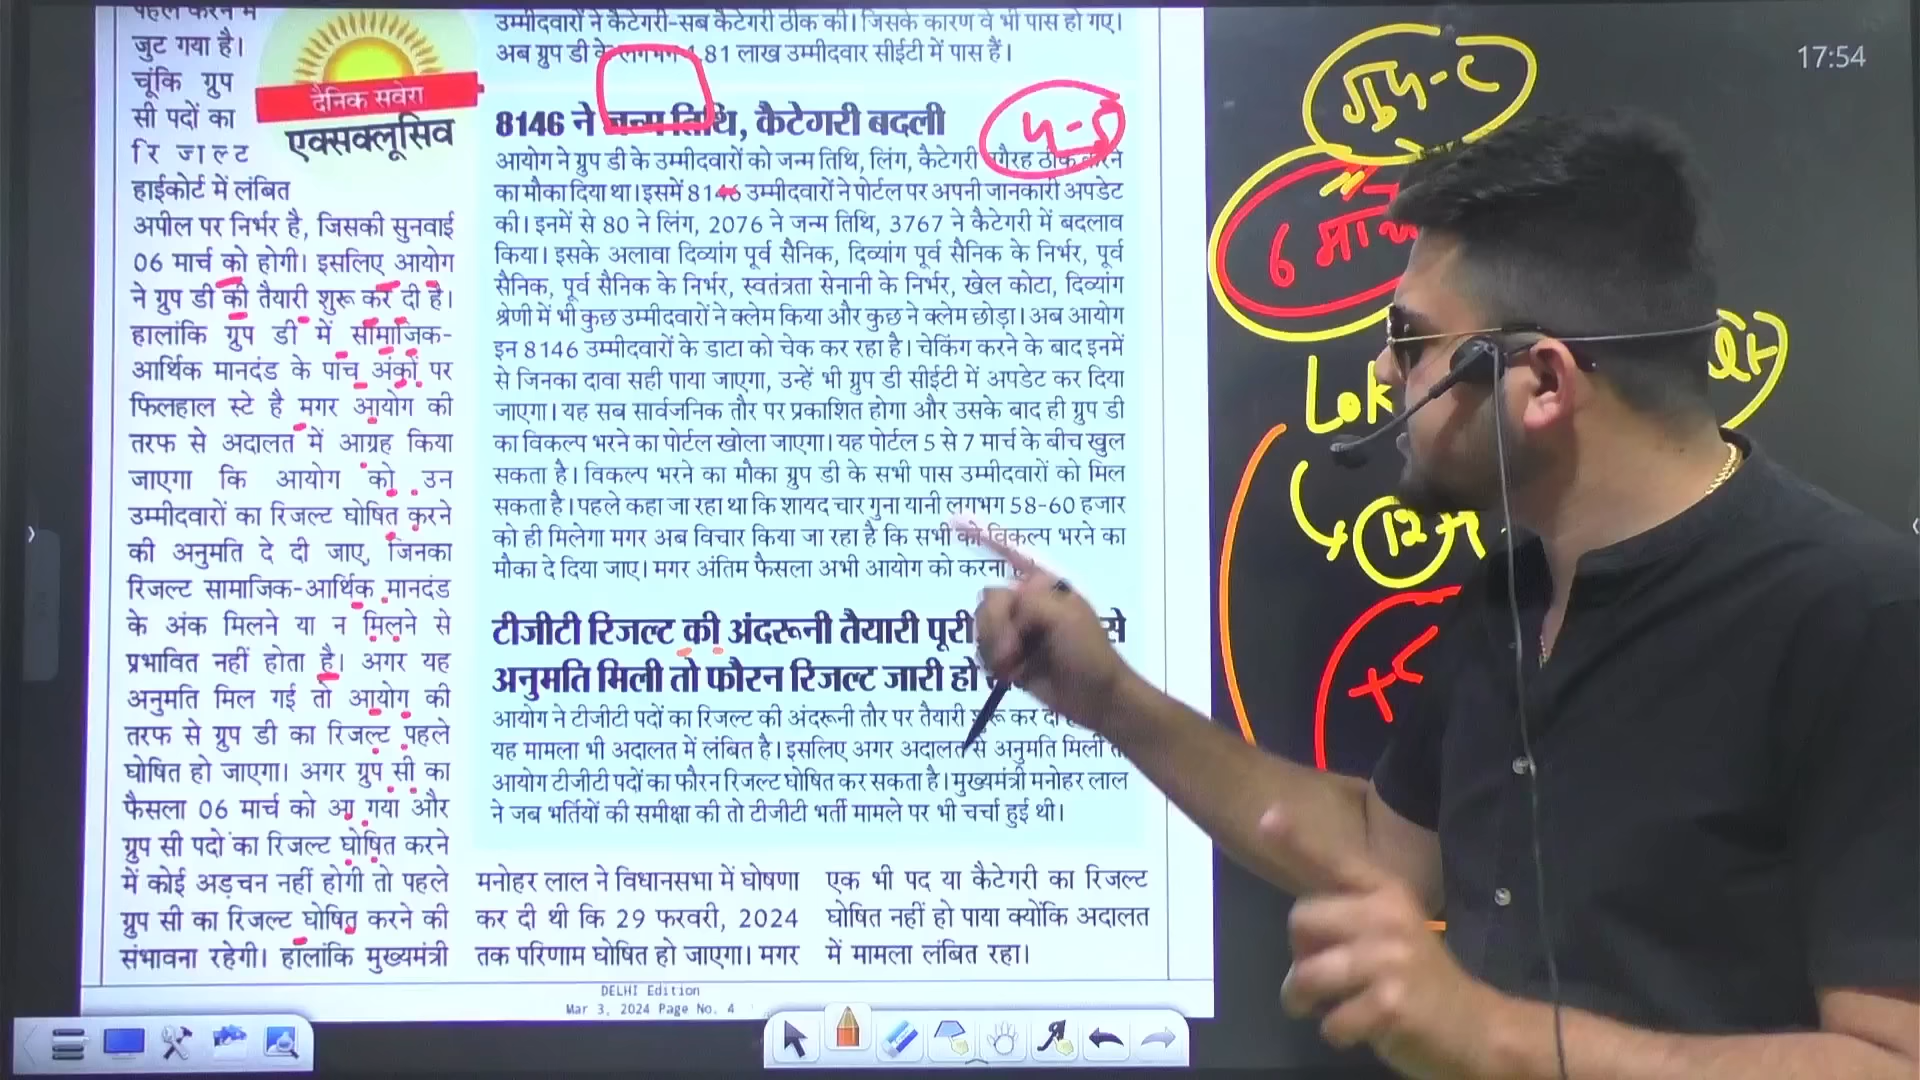 पहल करने में
जुट गया है।
चूंकि ग्रुप
सी पदों का
रिजाल्ट
हाईकोर्ट में लंबित
अपील पर निर्भर है, जिसकी सुनवाई
06 मार्च को होगी। इसलिए आयोग
ने ग्रुप डी की तैयारी शुरू कर दी है।
हालांकि ग्रुप डी में सामाजिक-
आर्थिक मानदंड के पांच अंकों पर
फिलहाल स्टे है मगर आयोग की
तरफ से अदालत में आग्रह किया
जाएगा कि आयोग को उन
उम्मीदवारों का रिजल्ट घोषित करने
की अनुमति दे दी जाए, जिनका
रिजल्ट सामाजिक-आर्थिक मानदंड
के अंक मिलने या न मिलने से
प्रभावित नहीं होता है। अगर यह
अनुमति मिल गई तो आयोग की
तरफ से ग्रुप डी का रिजल्ट पहले
घोषित हो जाएगा। अगर ग्रुप सी का
फैसला 06 मार्च को आ गया और
ग्रुप सी पदों का रिजल्ट घोषित करने
में कोई अड़चन नहीं होगी तो पहले
ग्रुप सी का रिजल्ट घोषित करने की
संभावना रहेगी। हालांकि मुख्यमंत्री
दैनिक सवेरा
एक्सक्लूसिव
उम्मीदवारों ने कैटेगरी-सब कैटेगरी ठीक की। जिसके कारण वे भी पास हो गए।
अब ग्रुप डी के लगभग 4.81 लाख उम्मीदवार सीईटी में पास हैं।
8146 ने जन्म तिथि, कैटेगरी बदली
आयोग ने ग्रुप डी के उम्मीदवारों को जन्म तिथि, लिंग, कैटेगरी वगैरह ठीक करने
का मौका दिया था। इसमें 8146 उम्मीदवारों ने पोर्टल पर अपनी जानकारी अपडेट
की। इनमें से 80 ने लिंग, 2076 ने जन्म तिथि, 3767 ने कैटेगरी में बदलाव
किया। इसके अलावा दिव्यांग पूर्व सैनिक, दिव्यांग पूर्व सैनिक के निर्भर, पूर्व
सैनिक, पूर्व सैनिक के निर्भर, स्वतंत्रता सेनानी के निर्भर, खेल कोटा, दिव्यांग
श्रेणी में भी कुछ उम्मीदवारों ने क्लेम किया और कुछ ने क्लेम छोड़ा। अब आयोग
इन 8146 उम्मीदवारों के डाटा को चेक कर रहा है। चेकिंग करने के बाद इनमें
से जिनका दावा सही पाया जाएगा, उन्हें भी ग्रुप डी सीईटी में अपडेट कर दिया
जाएगा। यह सब सार्वजनिक तौर पर प्रकाशित होगा और उसके बाद ही ग्रुप डी
का विकल्प भरने का पोर्टल खोला जाएगा। यह पोर्टल 5 से 7 मार्च के बीच खुल
सकता है। विकल्प भरने का मौका ग्रुप डी के सभी पास उम्मीदवारों को मिल
सकता है। पहले कहा जा रहा था कि शायद चार गुना यानी लगभग 58-60 हजार
को ही मिलेगा मगर अब विचार किया जा रहा है कि सभी को विकल्प भरने का
मौका दे दिया जाए। मगर अंतिम फैसला अभी आयोग को करना
टीजीटी रिजल्ट की अंदरूनी तैयारी पूरी, से
अनुमति मिली तो फौरन रिजल्ट जारी हो
आयोग ने टीजीटी पदों का रिजल्ट की अंदरूनी तौर पर तैयारी शुरू कर दी
यह मामला भी अदालत में लंबित है। इसलिए अगर अदालत से अनुमति मिली
आयोग टीजीटी पदों का फौरन रिजल्ट घोषित कर सकता है। मुख्यमंत्री मनोहर लाल
ने जब भर्तियों की समीक्षा की तो टीजीटी भर्ती मामले पर भी चर्चा हुई थी।
मनोहर लाल ने विधानसभा में घोषणा
कर दी थी कि 29 फरवरी, 2024
तक परिणाम घोषित हो जाएगा। मगर
एक भी पद या कैटेगरी का रिजल्ट
घोषित नहीं हो पाया क्योंकि अदालत
में मामला लंबित रहा।
DELHI Edition
Mar 3, 2024 Page No. 4
17:54
ग्रुप-C
6 मार्च
Lok